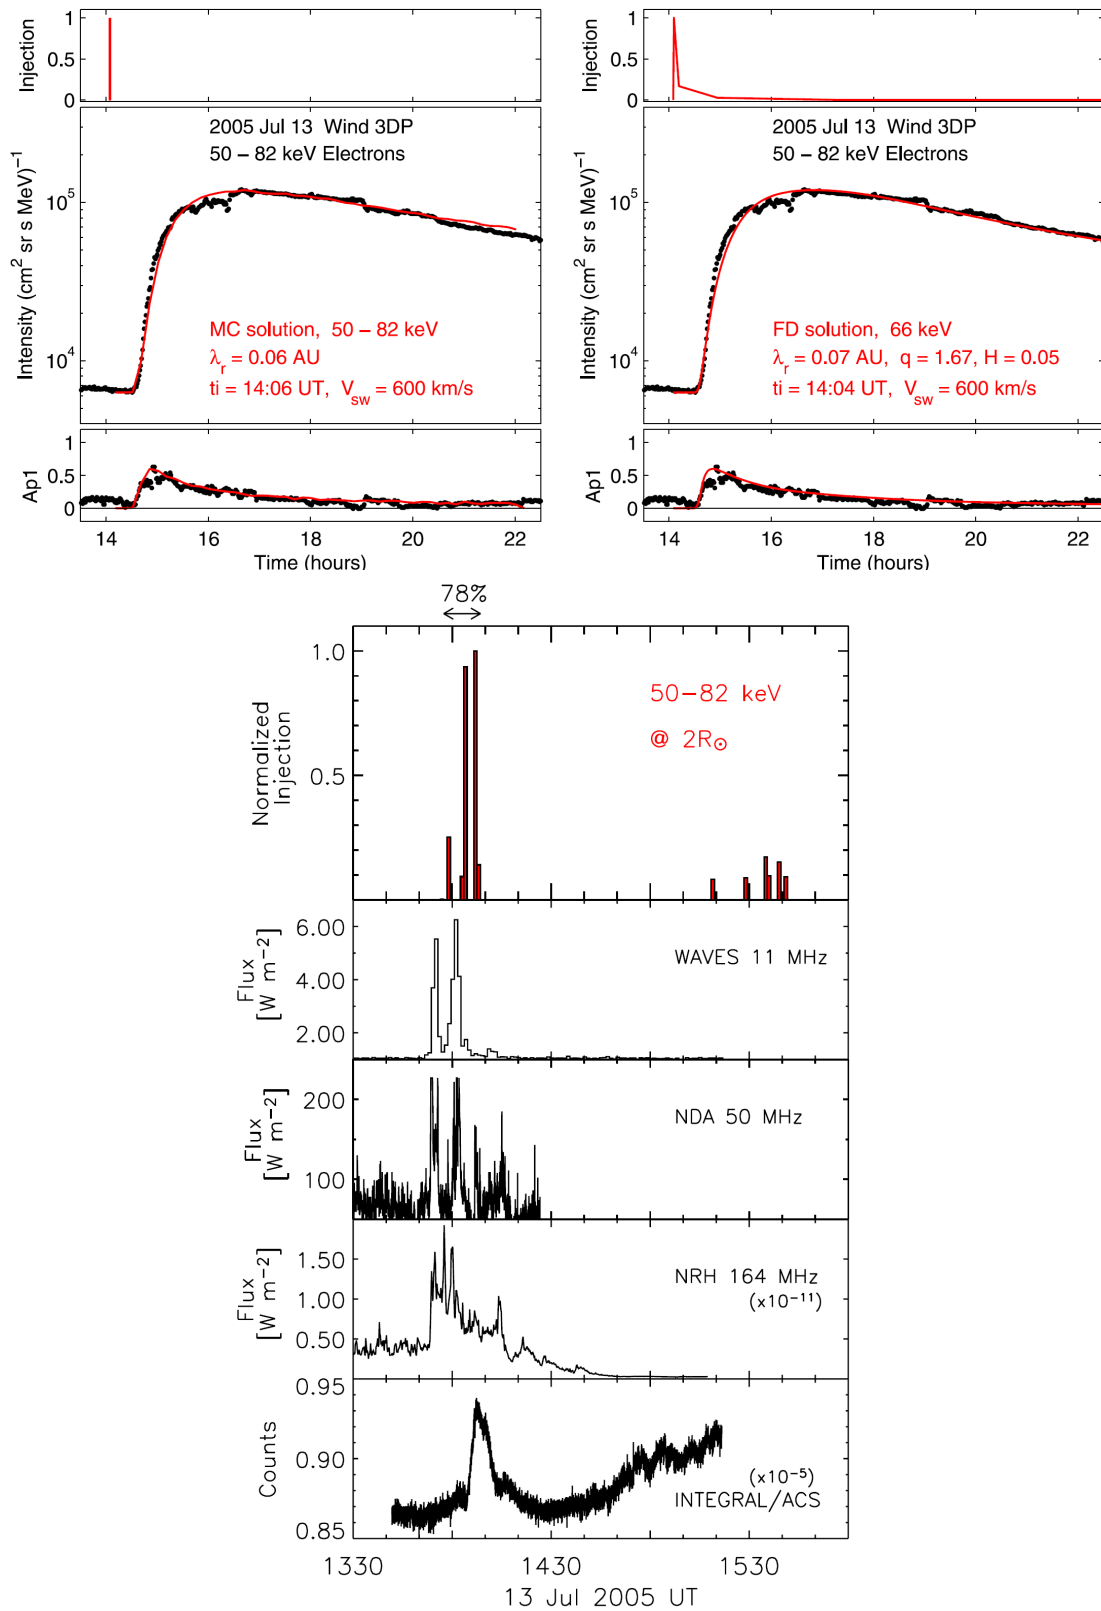 Injection
1
0.5
0
2005 Jul 13 Wind 3DP
50 – 82 keV Electrons
Intensity (cm² sr s MeV)⁻¹
10⁵
10⁴
MC solution, 50 – 82 keV
λr = 0.06 AU
ti = 14:06 UT, Vsw = 600 km/s
Ap1
1
0.5
0
14 16 18 20 22
Time (hours)
Injection
1
0.5
0
2005 Jul 13 Wind 3DP
50 – 82 keV Electrons
Intensity (cm² sr s MeV)⁻¹
10⁵
10⁴
FD solution, 66 keV
λr = 0.07 AU, q = 1.67, H = 0.05
ti = 14:04 UT, Vsw = 600 km/s
Ap1
1
0.5
0
14 16 18 20 22
Time (hours)
78%
Normalized
Injection
1.0
0.5
50–82 keV
@ 2R⊙
Flux
[W m⁻²]
6.00
4.00
2.00
WAVES 11 MHz
Flux
[W m⁻²]
200
100
NDA 50 MHz
Flux
[W m⁻²]
1.50
1.00
0.50
NRH 164 MHz
(x10⁻¹¹)
Counts
0.95
0.90
0.85
(x10⁻⁵)
INTEGRAL/ACS
1330 1430 1530
13 Jul 2005 UT